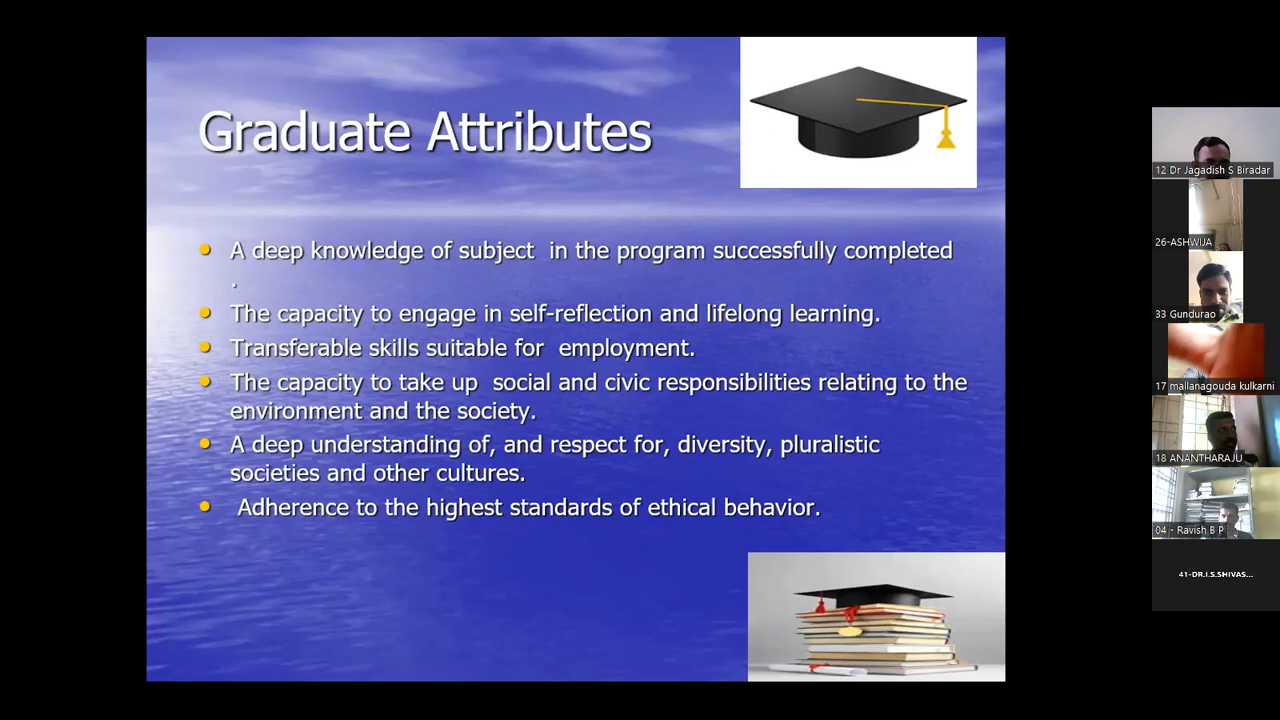 Graduate Attributes
A deep knowledge of subject in the program successfully completed
.
The capacity to engage in self-reflection and lifelong learning.
Transferable skills suitable for employment.
The capacity to take up social and civic responsibilities relating to the
environment and the society.
A deep understanding of, and respect for, diversity, pluralistic
societies and other cultures.
Adherence to the highest standards of ethical behavior.
12 Dr Jagadish S Biradar
26-ASHWIJA
33 Gundurao
17 mallanagouda kulkarni
18 ANANTHARAJU
04 - Ravish B P
41-DR.I.S.SHIVAS...